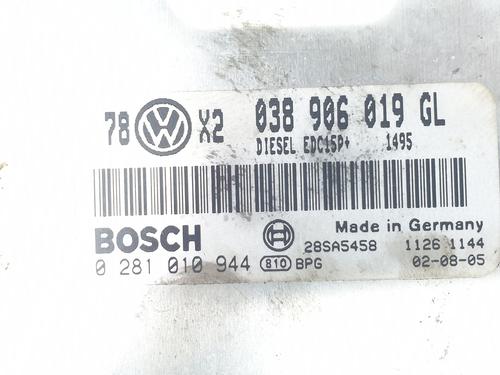 78 VW X2 038 906 019 GL
DIESEL EDC15P+ 1495
BOSCH
Made in Germany
28SA5458 1126 1144
0 281 010 944 810 BPG 02-08-05